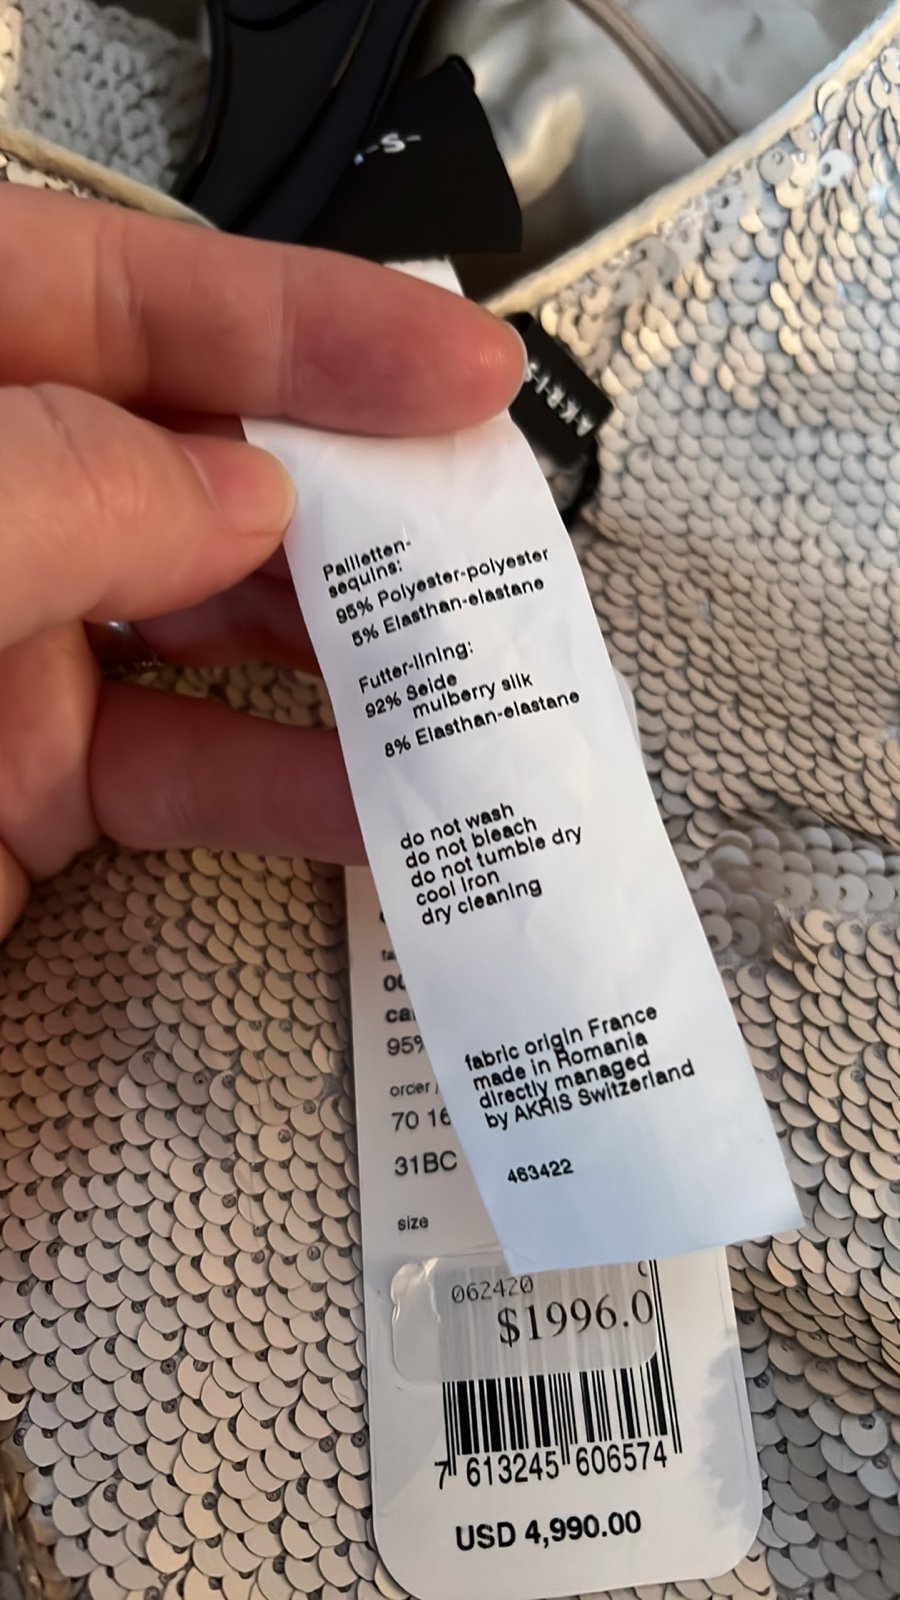 -S-
AKRIS
Pailletten-
sequins:
95% Polyester-polyester
5% Elasthan-elastane
Futter-lining:
92% Seide
mulberry silk
8% Elasthan-elastane
do not wash
do not bleach
do not tumble dry
cool iron
dry cleaning
fabric origin France
made in Romania
directly managed
by AKRIS Switzerland
463422
95%
70 16
31BC
size
062420
$1996.0
7 613245 606574
USD 4,990.00